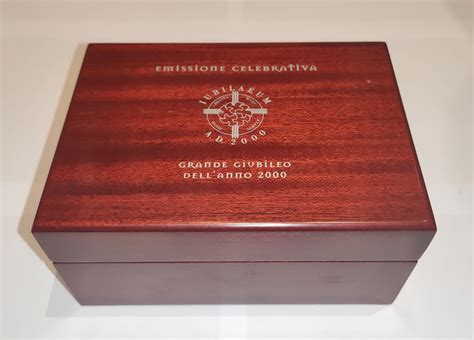 EMISSIONE CELEBRATIVA
IUBILAEUM
A.D. 2000
GRANDE GIUBILEO
DELL'ANNO 2000